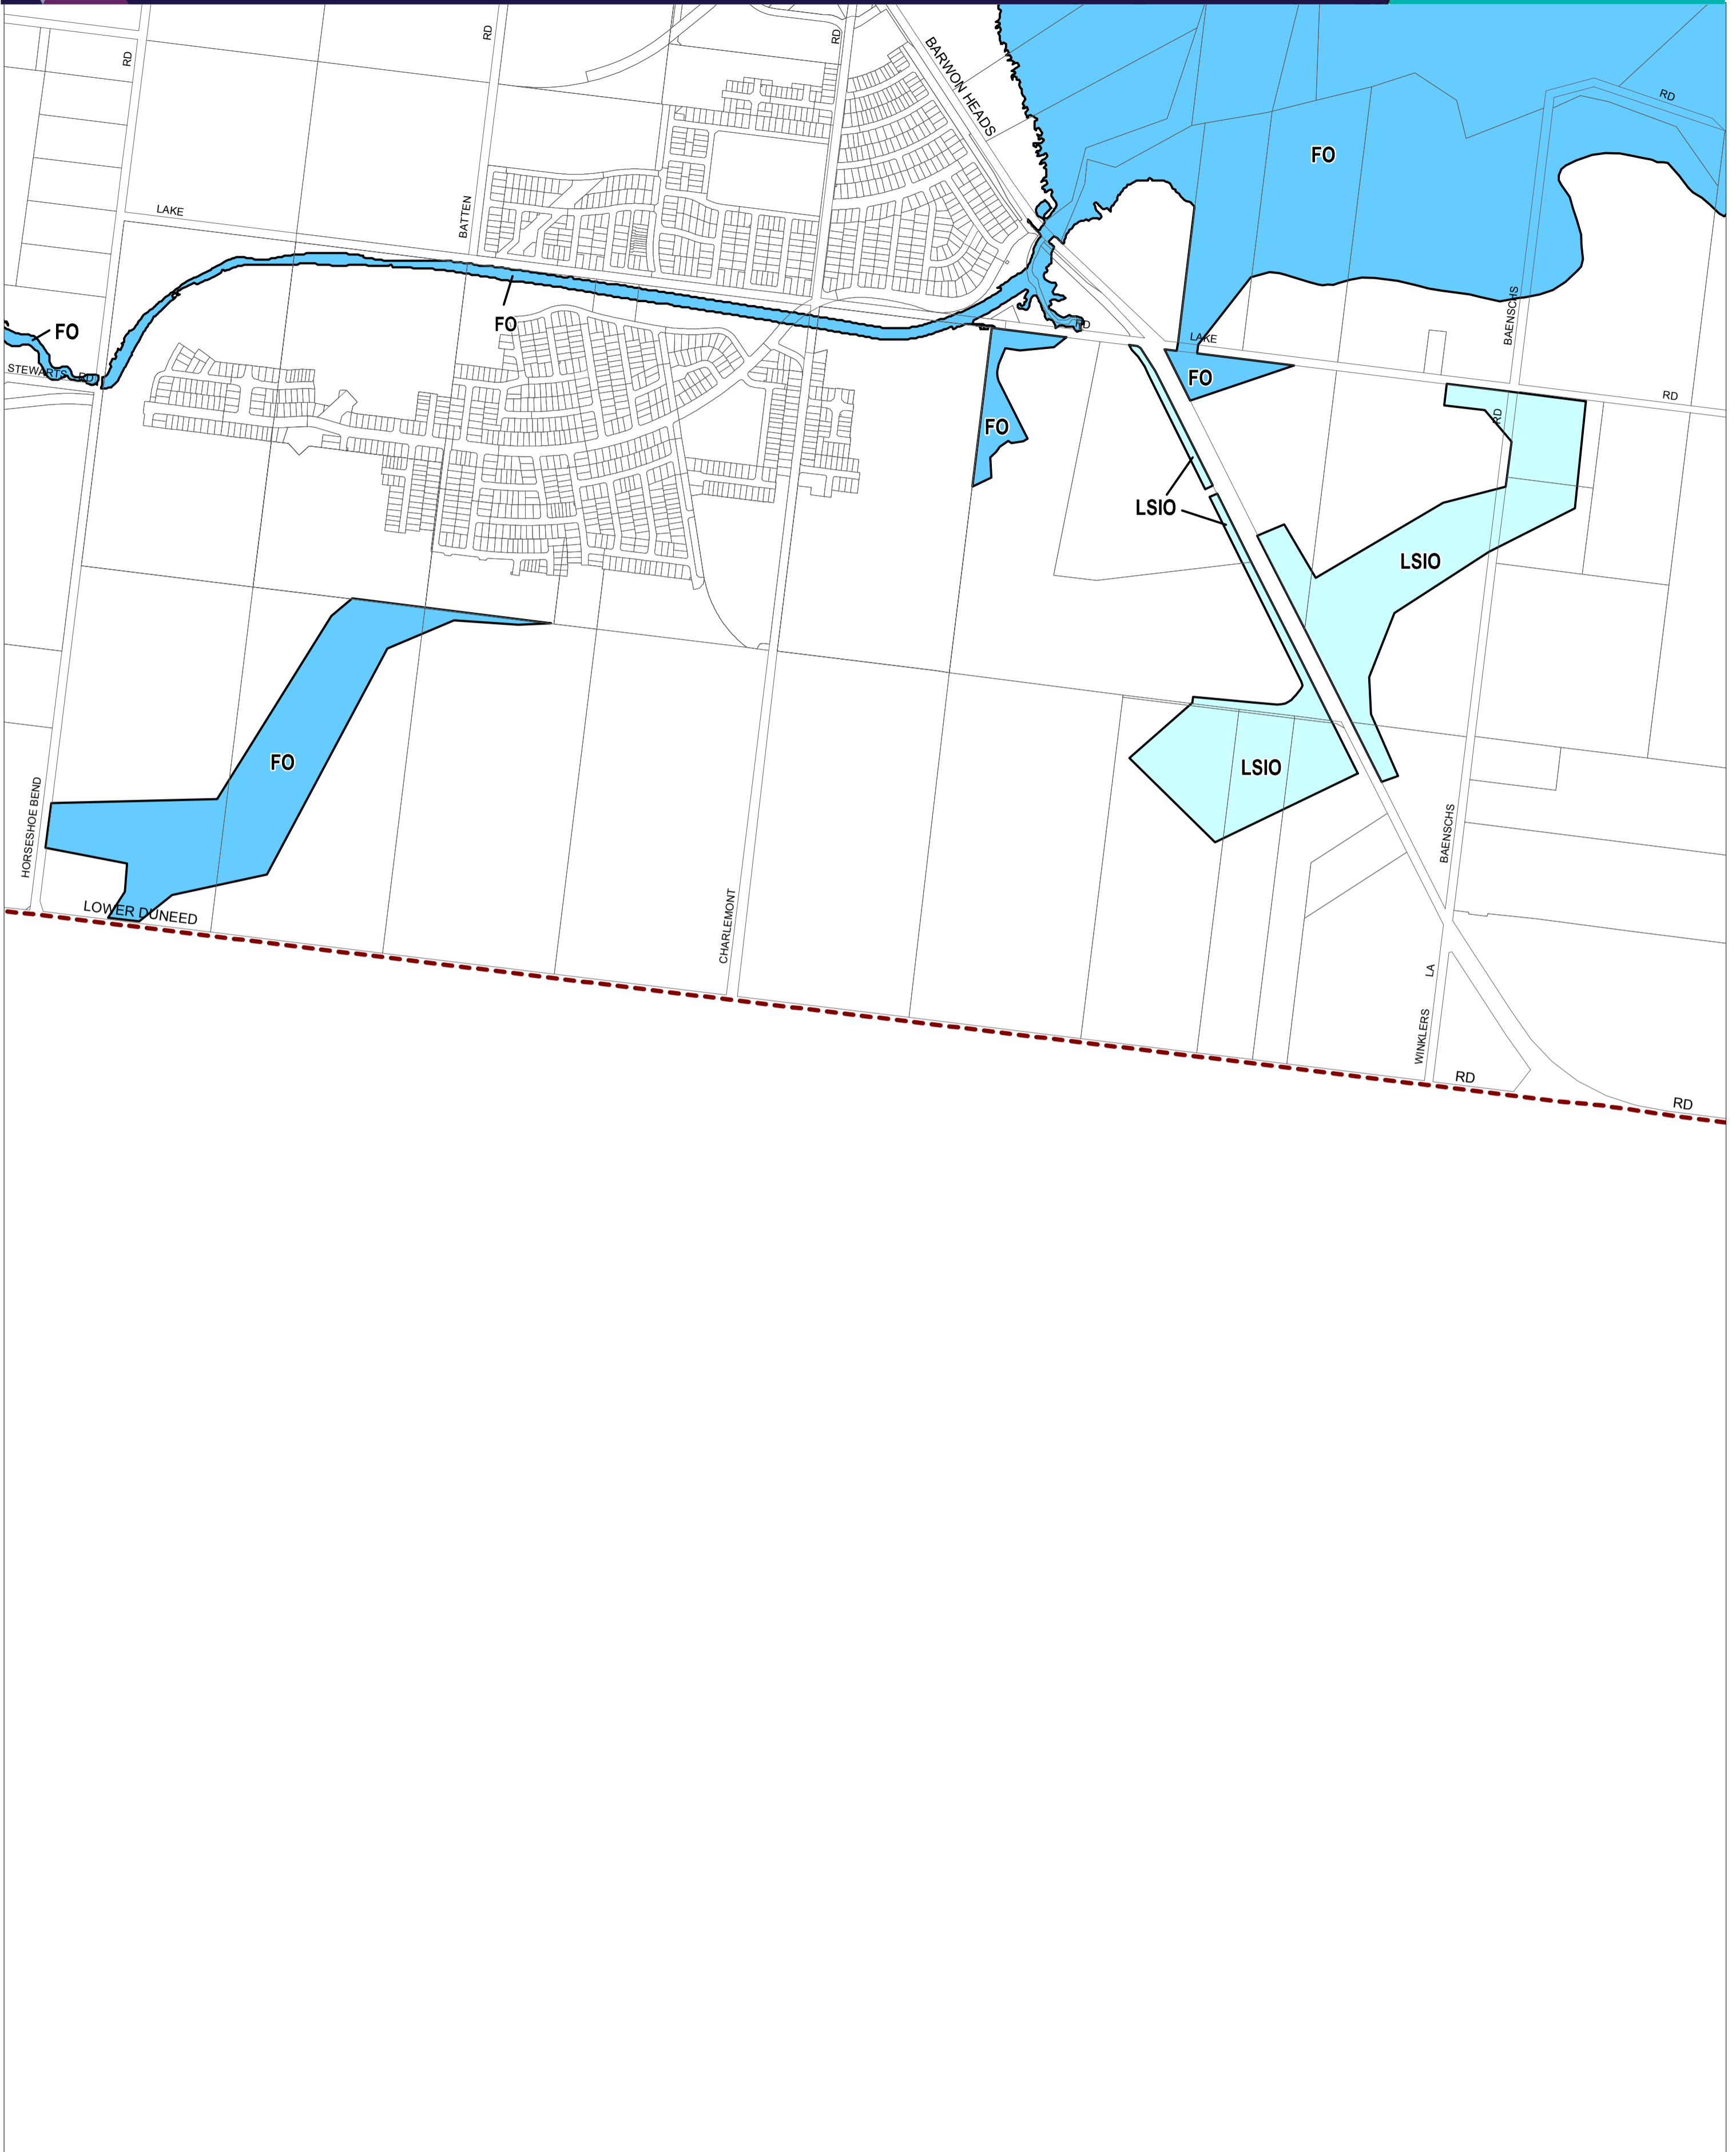 RD
RD
RD
BARWON HEADS
RD
FO
LAKE
BATTEN
FO
FO
RD
BAENSCHS
LAKE
STEWARTS RD
FO
RD
FO
RD
LSIO
LSIO
FO
LSIO
HORSESHOE BEND
BAENSCHS
LOWER DUNEED
CHARLEMONT
LA
WINKLERS
RD
RD